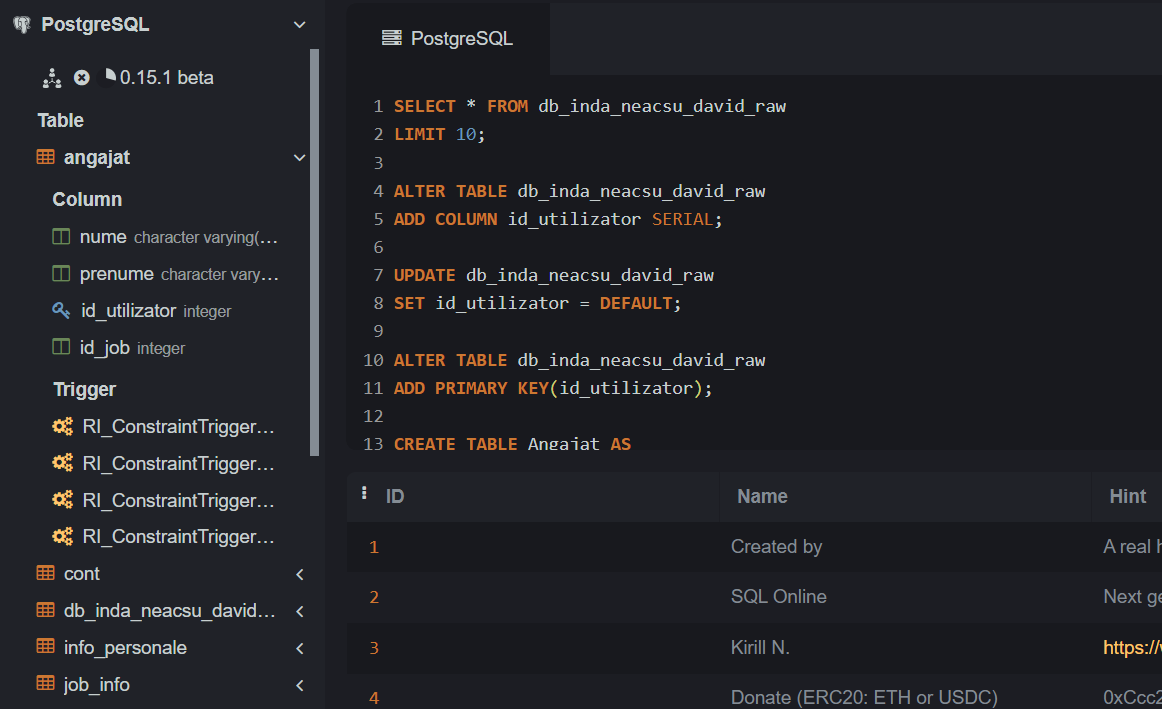 PostgreSQL
0.15.1 beta
Table
angajat
Column
nume character varying(...
prenume character vary...
id_utilizator integer
id_job integer
Trigger
RI_ConstraintTrigger...
RI_ConstraintTrigger...
RI_ConstraintTrigger...
RI_ConstraintTrigger...
cont
db_inda_neacsu_david...
info_personale
job_info
PostgreSQL
1 SELECT * FROM db_inda_neacsu_david_raw
2 LIMIT 10;
3
4 ALTER TABLE db_inda_neacsu_david_raw
5 ADD COLUMN id_utilizator SERIAL;
6
7 UPDATE db_inda_neacsu_david_raw
8 SET id_utilizator = DEFAULT;
9
10 ALTER TABLE db_inda_neacsu_david_raw
11 ADD PRIMARY KEY(id_utilizator);
12
13 CREATE TABLE Angajat AS
ID Name Hint
1 Created by A real h
2 SQL Online Next ge
3 Kirill N. https://
4 Donate (ERC20: ETH or USDC) 0xCcc2